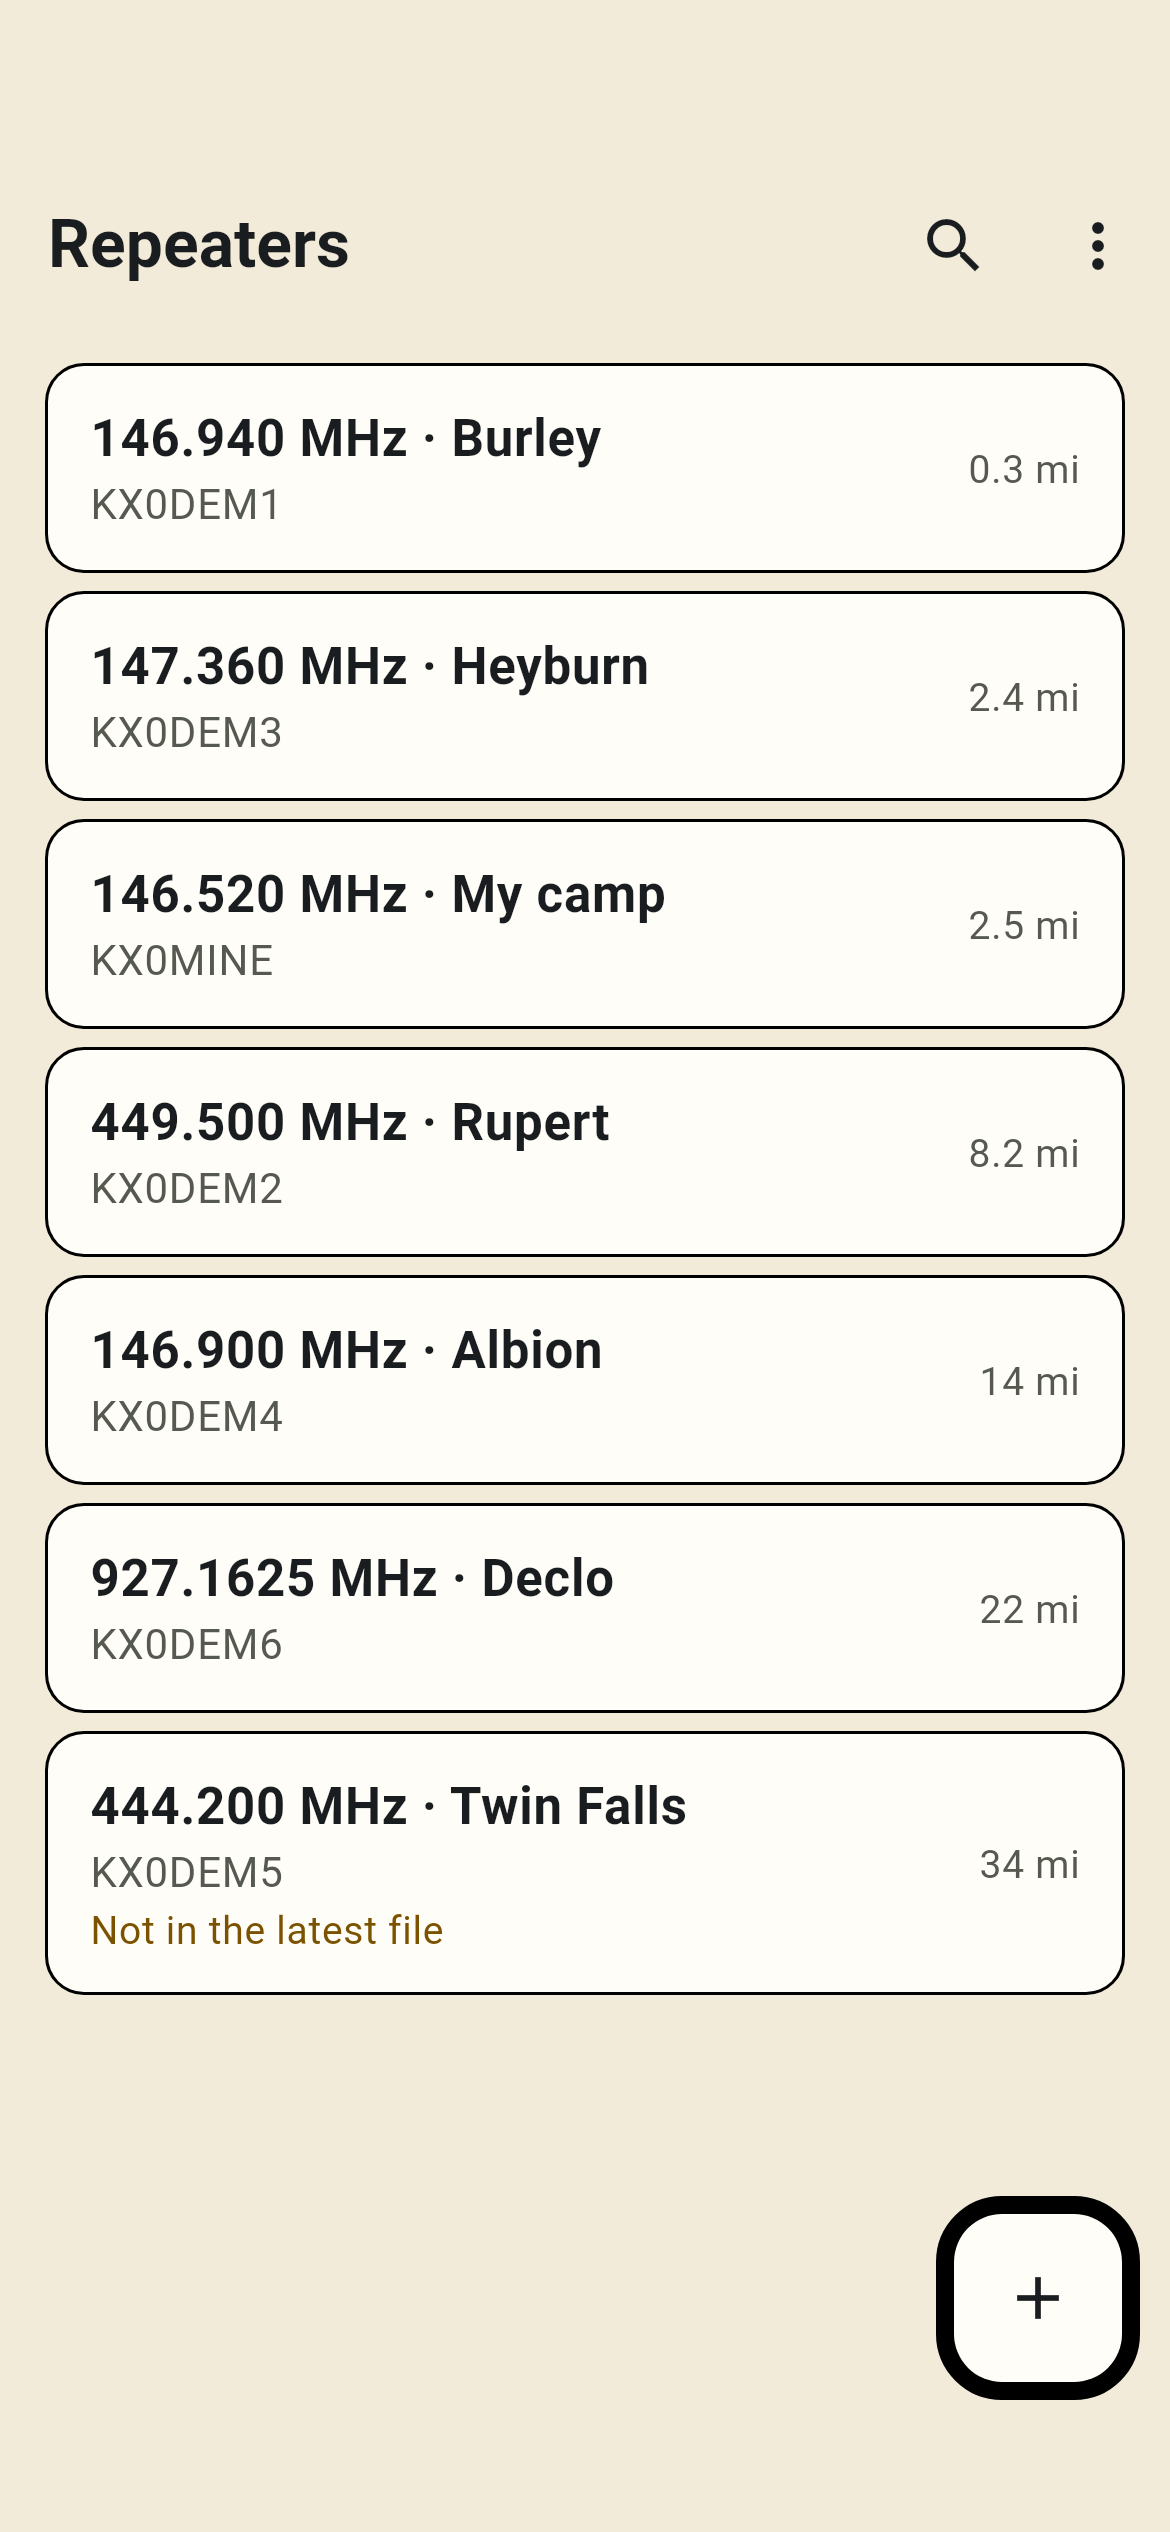 Repeaters
146.940 MHz · Burley
KX0DEM1
0.3 mi
147.360 MHz · Heyburn
KX0DEM3
2.4 mi
146.520 MHz · My camp
KX0MINE
2.5 mi
449.500 MHz · Rupert
KX0DEM2
8.2 mi
146.900 MHz · Albion
KX0DEM4
14 mi
927.1625 MHz · Declo
KX0DEM6
22 mi
444.200 MHz · Twin Falls
KX0DEM5
Not in the latest file
34 mi